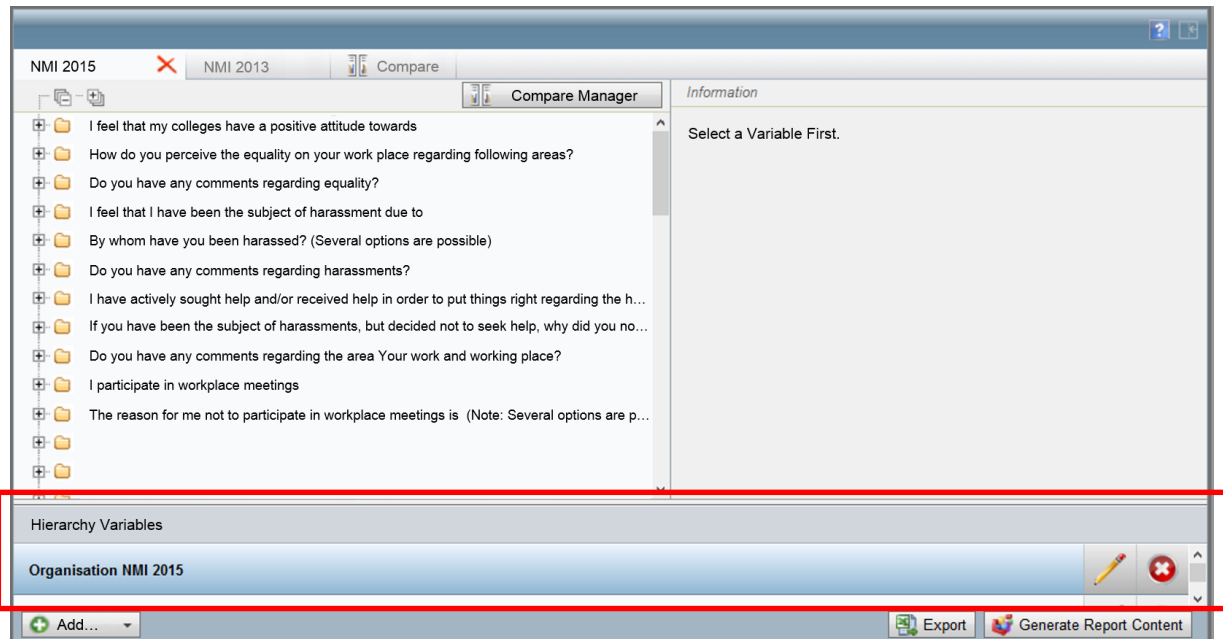 ?
NMI 2015
NMI 2013
Compare
Compare Manager
Information
I feel that my colleges have a positive attitude towards
Select a Variable First.
How do you perceive the equality on your work place regarding following areas?
Do you have any comments regarding equality?
I feel that I have been the subject of harassment due to
By whom have you been harassed? (Several options are possible)
Do you have any comments regarding harassments?
I have actively sought help and/or received help in order to put things right regarding the h...
If you have been the subject of harassments, but decided not to seek help, why did you no...
Do you have any comments regarding the area Your work and working place?
I participate in workplace meetings
The reason for me not to participate in workplace meetings is (Note: Several options are p...
Hierarchy Variables
Organisation NMI 2015
Add...
Export
Generate Report Content